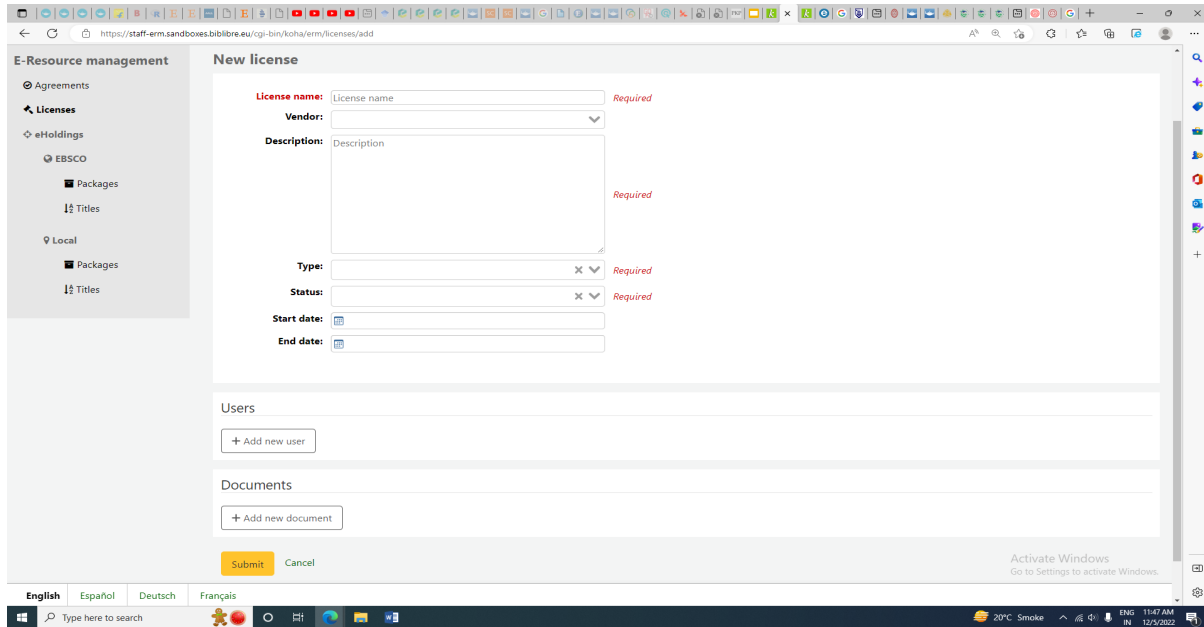 https://staff-erm.sandboxes.biblibre.eu/cgi-bin/koha/erm/licenses/add
E-Resource management
Agreements
Licenses
eHoldings
EBSCO
Packages
Titles
Local
Packages
Titles
New license
License name: License name Required
Vendor:
Description: Description Required
Type: Required
Status: Required
Start date:
End date:
Users
+ Add new user
Documents
+ Add new document
Submit Cancel
Activate Windows
Go to Settings to activate Windows.
English Español Deutsch Français
Type here to search
20°C Smoke
ENG 11:47 AM
IN 12/5/2022